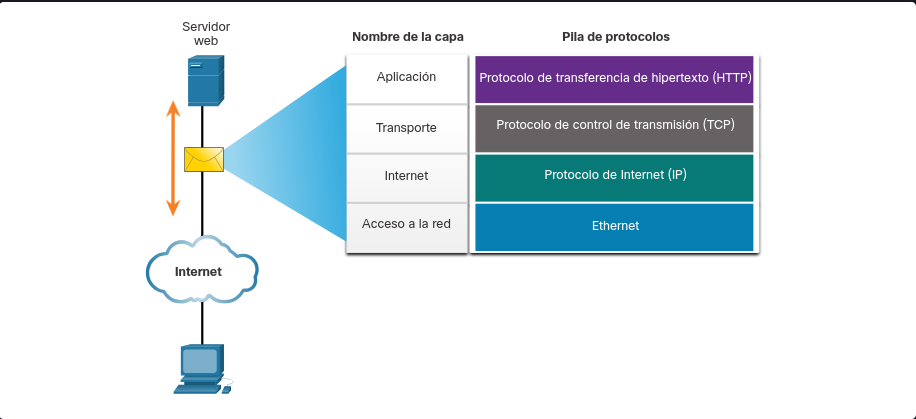 Servidor
web
Nombre de la capa
Pila de protocolos
Aplicación
Protocolo de transferencia de hipertexto (HTTP)
Transporte
Protocolo de control de transmisión (TCP)
Internet
Protocolo de Internet (IP)
Acceso a la red
Ethernet
Internet